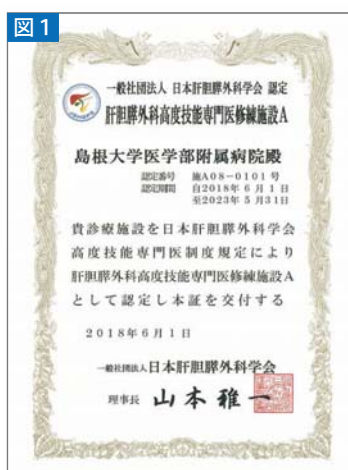 図1
一般社団法人 日本肝胆膵外科学会 認定
肝胆膵外科高度技能専門医修練施設A
島根大学医学部附属病院殿
認定番号 施A08-0101号
認定期間 自2018年6月1日
至2023年5月31日
貴診療施設を日本肝胆膵外科学会
高度技能専門医制度規定により
肝胆膵外科高度技能専門医修練施設A
として認定し本証を交付する
2018年6月1日
一般社団法人日本肝胆膵外科学会
理事長 山本雅一